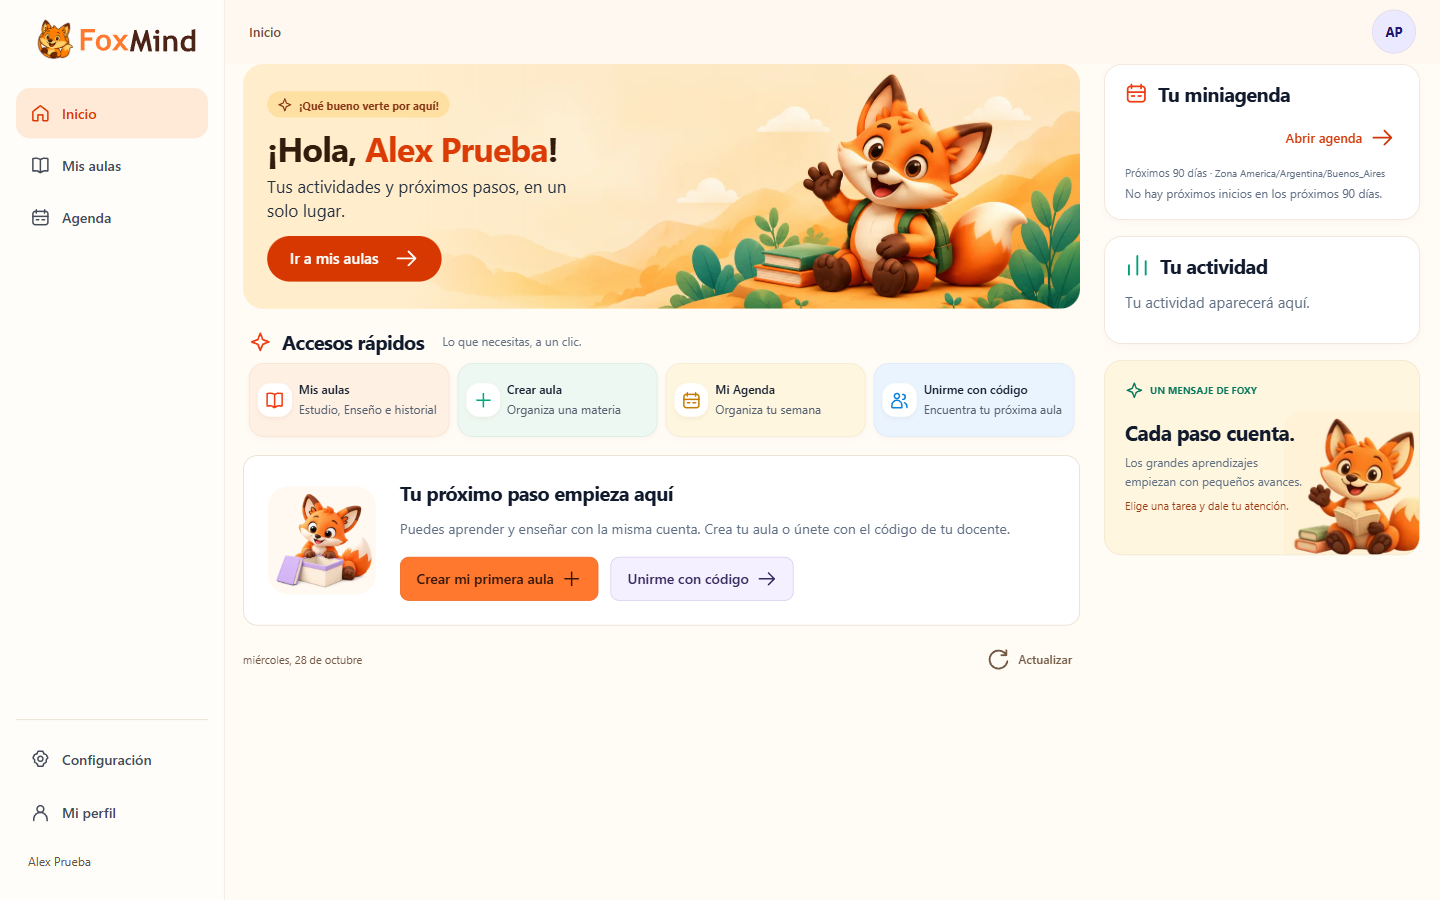 FoxMind
Inicio
Mis aulas
Agenda
Configuración
Mi perfil
Alex Prueba
Inicio
AP
¡Qué bueno verte por aquí!
¡Hola, Alex Prueba!
Tus actividades y próximos pasos, en un
solo lugar.
Ir a mis aulas
Accesos rápidos
Lo que necesitas, a un clic.
Mis aulas
Estudio, Enseño e historial
Crear aula
Organiza una materia
Mi Agenda
Organiza tu semana
Unirme con código
Encuentra tu próxima aula
Tu próximo paso empieza aquí
Puedes aprender y enseñar con la misma cuenta. Crea tu aula o únete con el código de tu docente.
Crear mi primera aula
Unirme con código
miércoles, 28 de octubre
Actualizar
Tu miniagenda
Abrir agenda
Próximos 90 días · Zona America/Argentina/Buenos_Aires
No hay próximos inicios en los próximos 90 días.
Tu actividad
Tu actividad aparecerá aquí.
UN MENSAJE DE FOXY
Cada paso cuenta.
Los grandes aprendizajes
empiezan con pequeños avances.
Elige una tarea y dale tu atención.